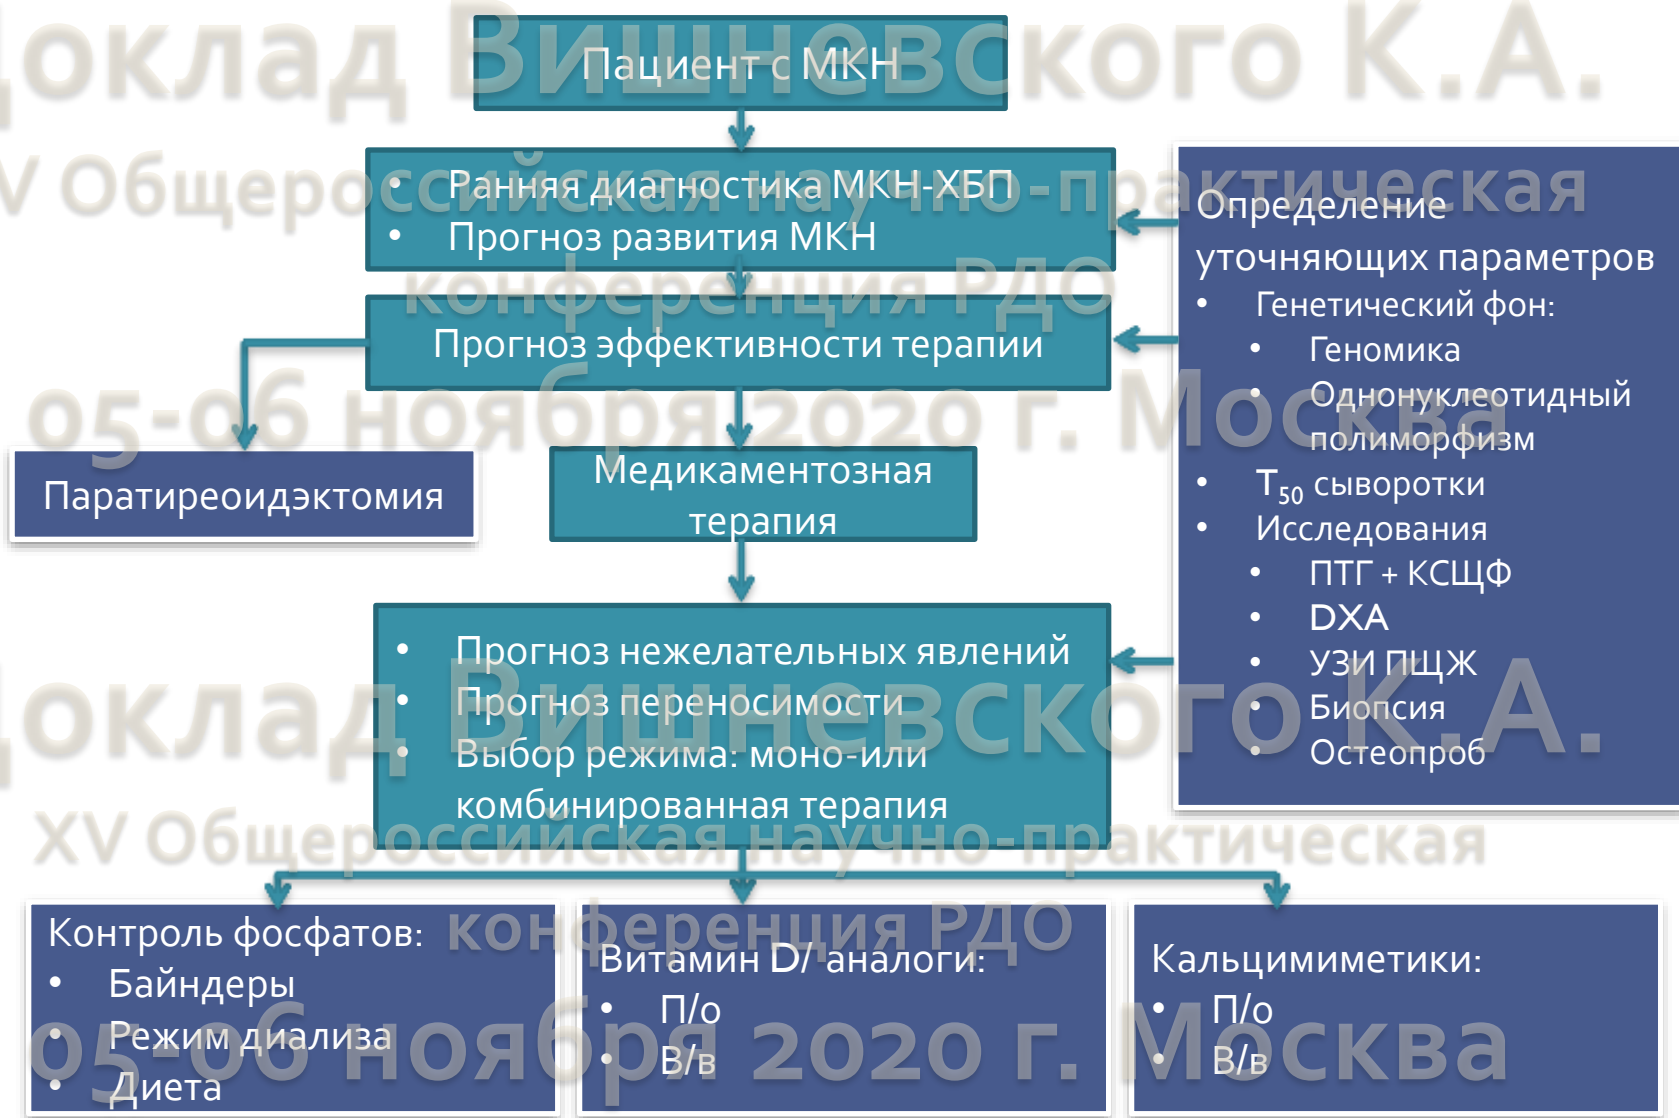 Доклад Вишневского К.А.
XV Общероссийская научно-практическая
конференция РДО
05-06 ноября 2020 г. Москва
Пациент с МКН
• Ранняя диагностика МКН-ХБП
• Прогноз развития МКН
Прогноз эффективности терапии
Паратиреоидэктомия
Медикаментозная
терапия
• Прогноз нежелательных явлений
• Прогноз переносимости
• Выбор режима: моно-или
комбинированная терапия
Определение
уточняющих параметров
• Генетический фон:
• Геномика
• Однонуклеотидный
полиморфизм
• T50 сыворотки
• Исследования
• ПТГ + КСЩФ
• DXA
• УЗИ ПЩЖ
• Биопсия
• Остеопроб
Доклад Вишневского К.А.
XV Общероссийская научно-практическая
конференция РДО
05-06 ноября 2020 г. Москва
Контроль фосфатов:
• Байндеры
• Режим диализа
• Диета
Витамин D/ аналоги:
• П/о
• В/в
Кальцимиметики:
• П/о
• В/в